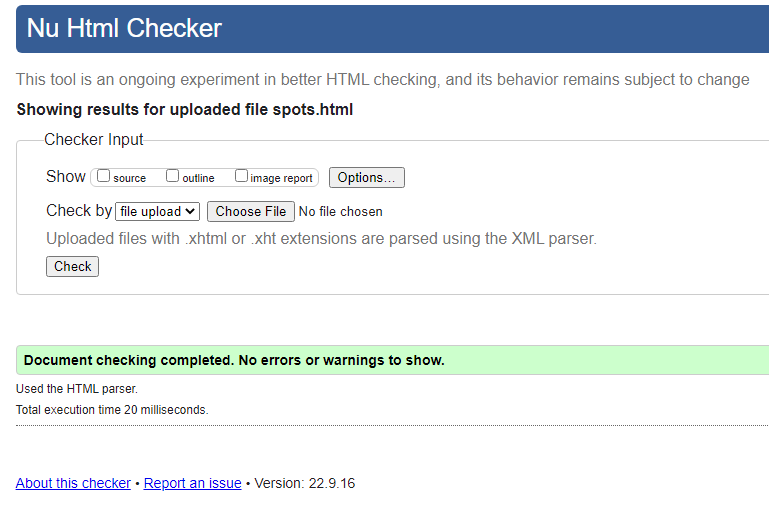 Nu Html Checker
This tool is an ongoing experiment in better HTML checking, and its behavior remains subject to change
Showing results for uploaded file spots.html
Checker Input
Show source outline image report Options...
Check by file upload Choose File No file chosen
Uploaded files with .xhtml or .xht extensions are parsed using the XML parser.
Check
Document checking completed. No errors or warnings to show.
Used the HTML parser.
Total execution time 20 milliseconds.
About this checker • Report an issue • Version: 22.9.16